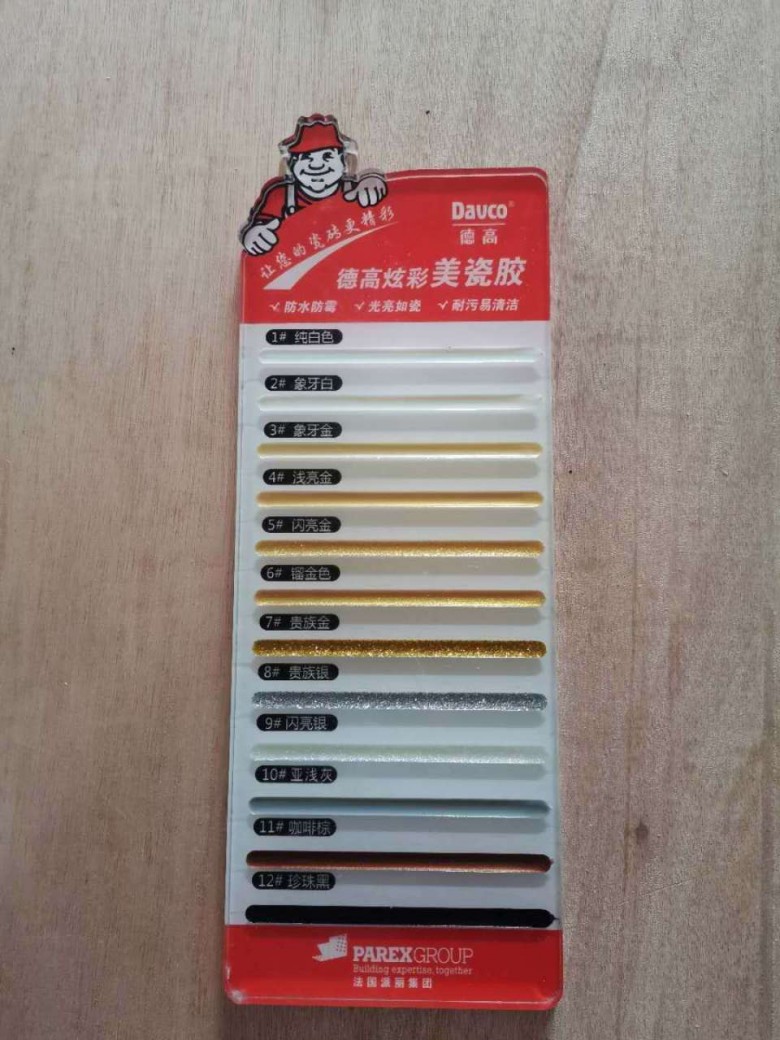 Davco®
德高
让您的瓷砖更精彩
德高炫彩美瓷胶
防水防霉 光亮如瓷 耐污易清洁
1# 纯白色
2# 象牙白
3# 象牙金
4# 浅亮金
5# 闪亮金
6# 镏金色
7# 贵族金
8# 贵族银
9# 闪亮银
10# 亚浅灰
11# 咖啡棕
12# 珍珠黑
PAREXGROUP
Building expertise, together
法国派丽集团